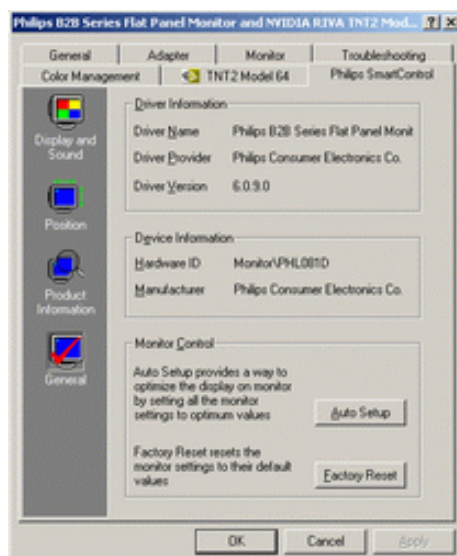 Philips B2B Series Flat Panel Monitor and NVIDIA RIVA TNT2 Mod...
General Adapter Monitor Troubleshooting
Color Management TNT2 Model 64 Philips SmartControl
Display and
Sound
Position
Product
Information
General
Driver Information
Driver Name Philips B2B Series Flat Panel Monit
Driver Provider Philips Consumer Electronics Co.
Driver Version 6.0.9.0
Device Information
Hardware ID Monitor\PHL081D
Manufacturer Philips Consumer Electronics Co.
Monitor Control
Auto Setup provides a way to
optimize the display on monitor
by setting all the monitor
settings to optimum values
Auto Setup
Factory Reset resets the
monitor settings to their default
values
Factory Reset
OK Cancel Apply